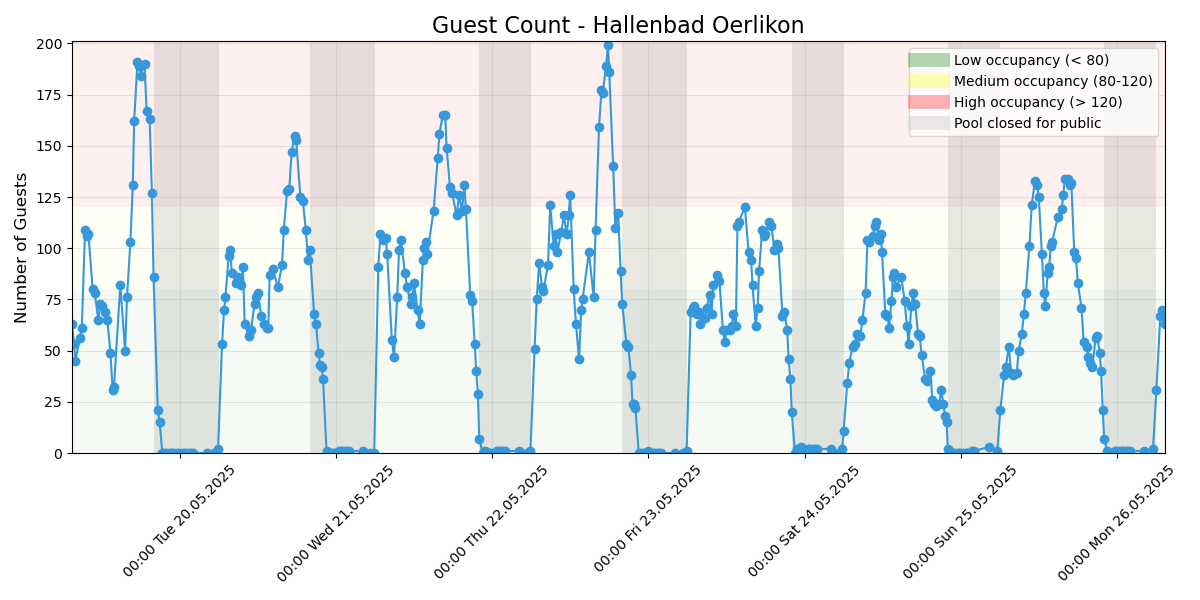 Guest Count - Hallenbad Oerlikon
Number of Guests
200
175
150
125
100
75
50
25
0
Low occupancy (< 80)
Medium occupancy (80-120)
High occupancy (> 120)
Pool closed for public
00:00 Tue 20.05.2025
00:00 Wed 21.05.2025
00:00 Thu 22.05.2025
00:00 Fri 23.05.2025
00:00 Sat 24.05.2025
00:00 Sun 25.05.2025
00:00 Mon 26.05.2025